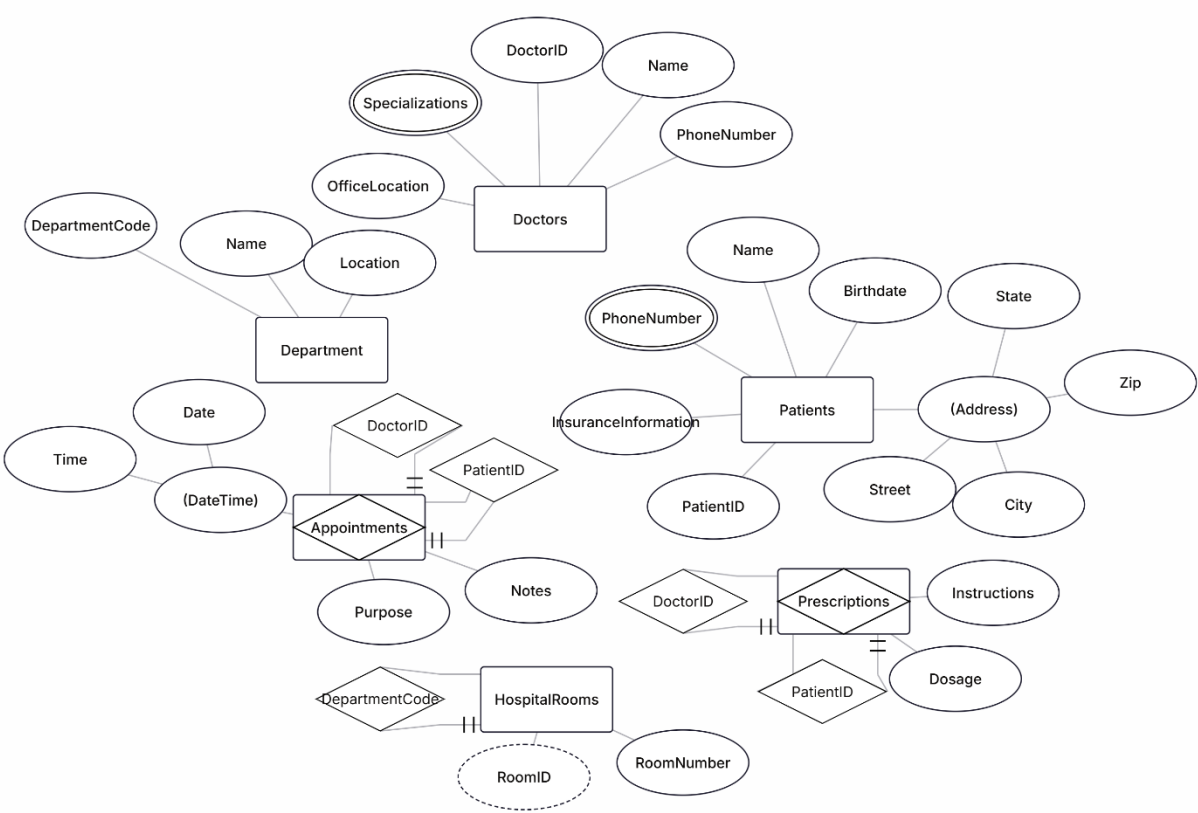 DoctorID
Name
Specializations
PhoneNumber
OfficeLocation
Doctors
DepartmentCode
Name
Location
Department
Name
Birthdate
State
PhoneNumber
Zip
InsuranceInformation
Patients
(Address)
PatientID
Street
City
Date
DoctorID
Time
PatientID
(DateTime)
Appointments
Purpose
Notes
DoctorID
Prescriptions
Instructions
PatientID
Dosage
DepartmentCode
HospitalRooms
RoomID
RoomNumber